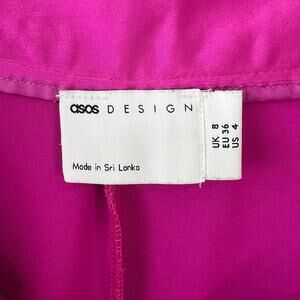 asos DESIGN
Made in Sri Lanka
UK 8
EU 36
US 4